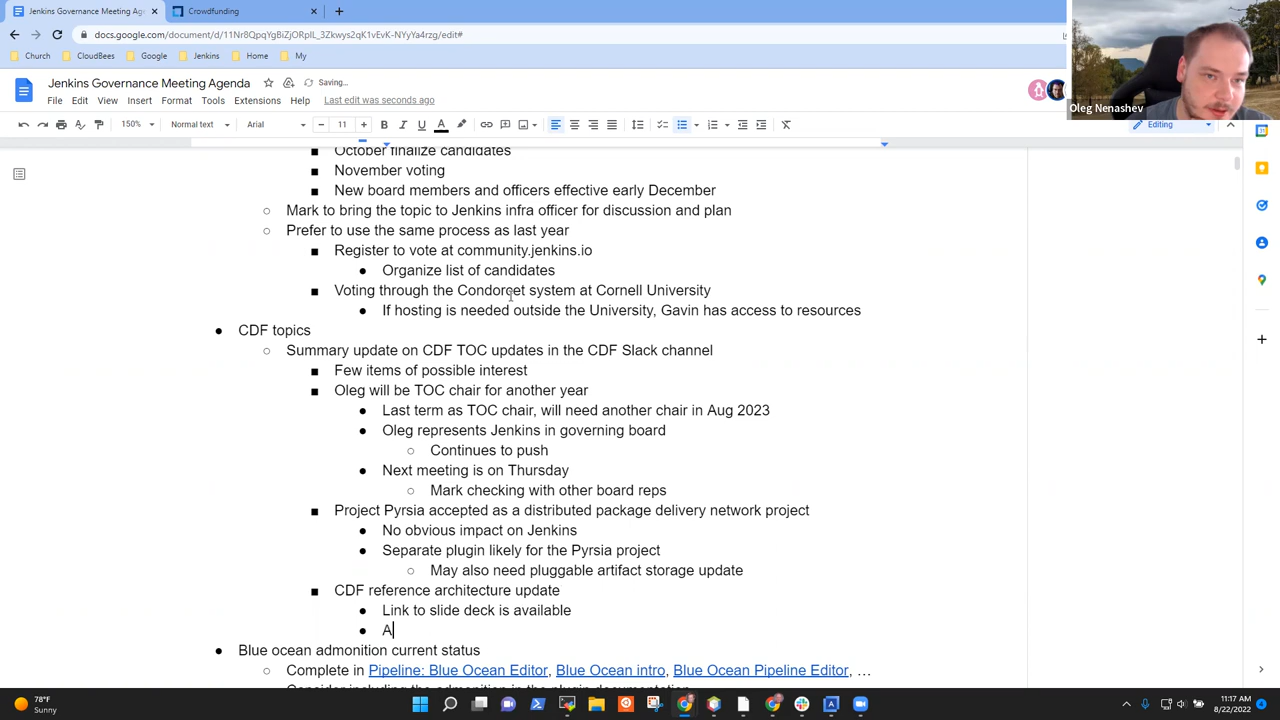 Jenkins Governance Meeting Agenda
Crowdfunding
docs.google.com/document/d/11Nr8QpqYgBiZjORplL_3Zkwys2qK1vEvK-NYyYa4rzg/edit#
Church CloudBees Google Jenkins Home My
Jenkins Governance Meeting Agenda Saving...
File Edit View Insert Format Tools Extensions Help Last edit was seconds ago
Oleg Nenashev
150% Normal text Arial 11 Editing
October finalize candidates
November voting
New board members and officers effective early December
Mark to bring the topic to Jenkins infra officer for discussion and plan
Prefer to use the same process as last year
Register to vote at community.jenkins.io
Organize list of candidates
Voting through the Condorcet system at Cornell University
If hosting is needed outside the University, Gavin has access to resources
CDF topics
Summary update on CDF TOC updates in the CDF Slack channel
Few items of possible interest
Oleg will be TOC chair for another year
Last term as TOC chair, will need another chair in Aug 2023
Oleg represents Jenkins in governing board
Continues to push
Next meeting is on Thursday
Mark checking with other board reps
Project Pyrsia accepted as a distributed package delivery network project
No obvious impact on Jenkins
Separate plugin likely for the Pyrsia project
May also need pluggable artifact storage update
CDF reference architecture update
Link to slide deck is available
A
Blue ocean admonition current status
Complete in Pipeline: Blue Ocean Editor, Blue Ocean intro, Blue Ocean Pipeline Editor, …
Consider including the admonition in the plugin documentation
78°F
Sunny
11:17 AM
8/22/2022